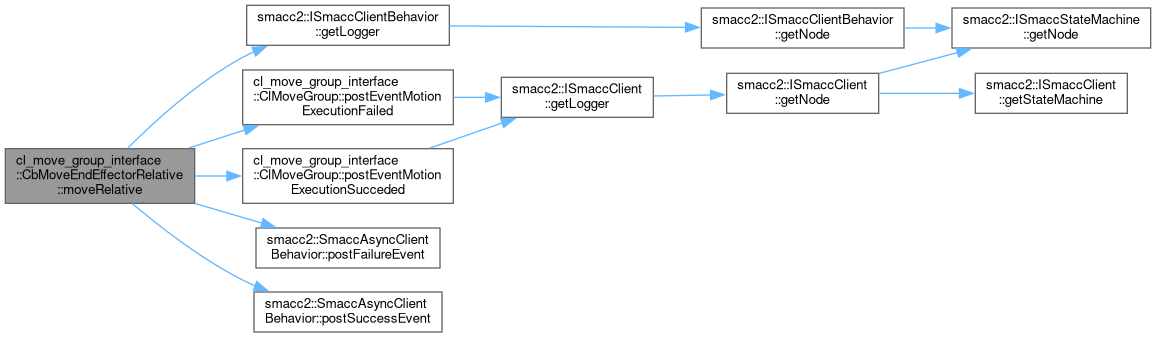 smacc2::ISmaccClientBehavior
::getLogger
smacc2::ISmaccClientBehavior
::getNode
smacc2::ISmaccStateMachine
::getNode
cl_move_group_interface
::ClMoveGroup::postEventMotion
ExecutionFailed
smacc2::ISmaccClient
::getLogger
smacc2::ISmaccClient
::getNode
smacc2::ISmaccClient
::getStateMachine
cl_move_group_interface
::CbMoveEndEffectorRelative
::moveRelative
cl_move_group_interface
::ClMoveGroup::postEventMotion
ExecutionSucceded
smacc2::SmaccAsyncClient
Behavior::postFailureEvent
smacc2::SmaccAsyncClient
Behavior::postSuccessEvent